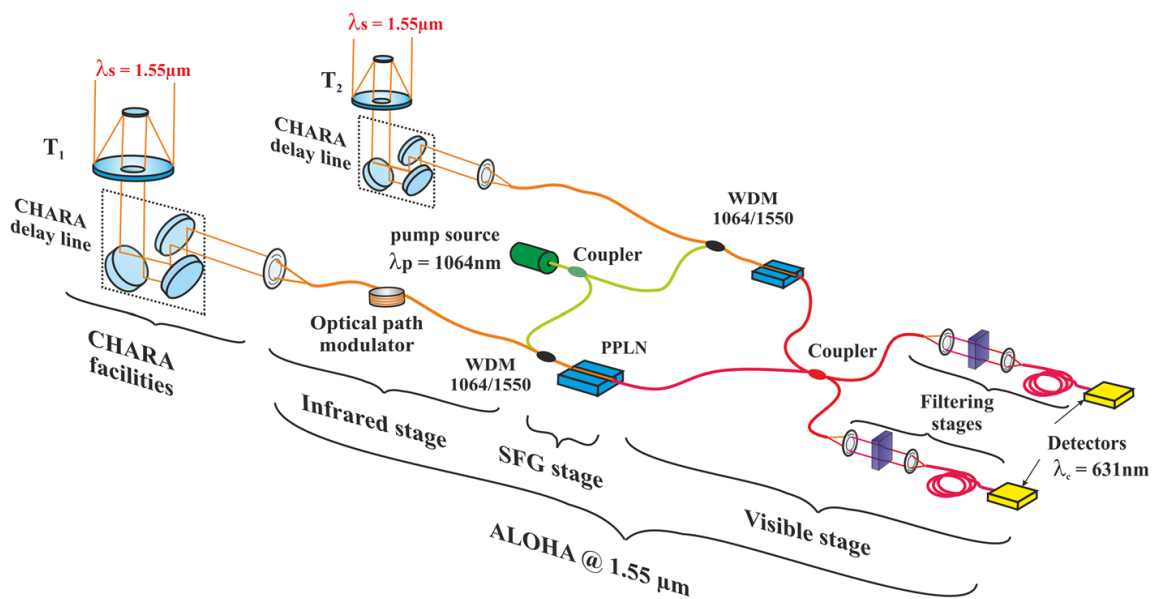 λs = 1.55µm
λs = 1.55µm
T1
T2
CHARA
delay line
CHARA
delay line
WDM
1064/1550
pump source
λp = 1064nm
Coupler
Optical path
modulator
WDM
1064/1550
PPLN
Coupler
CHARA
facilities
Infrared stage
SFG stage
Filtering
stages
Detectors
λc = 631nm
Visible stage
ALOHA @ 1.55 µm